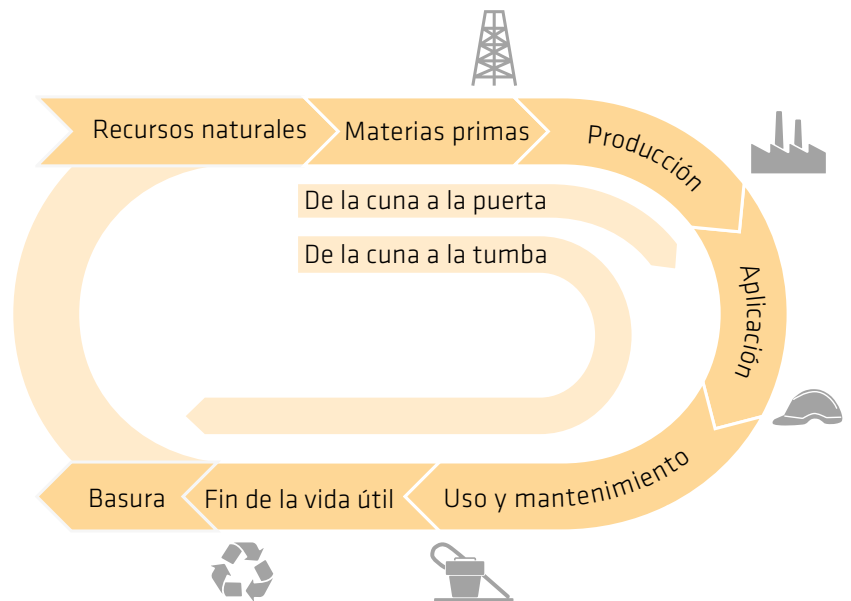 Recursos naturales
Materias primas
Producción
De la cuna a la puerta
De la cuna a la tumba
Aplicación
Uso y mantenimiento
Fin de la vida útil
Basura